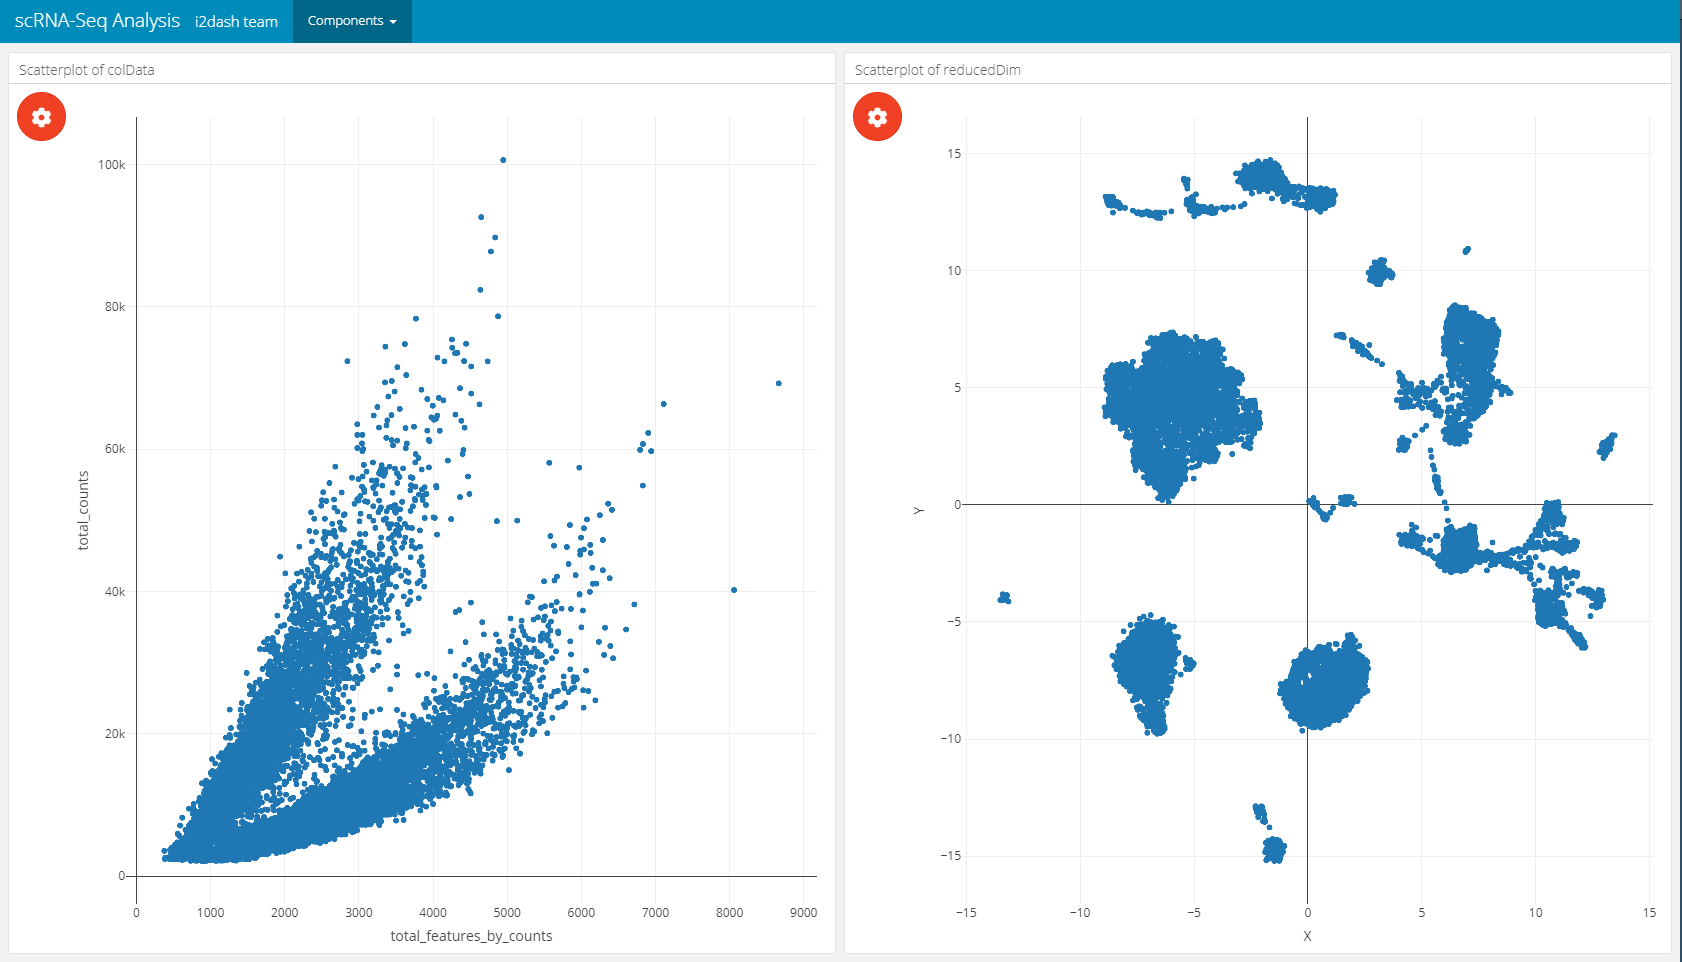 scRNA-Seq Analysis i2dash team Components
Scatterplot of colData
100k
80k
60k
40k
20k
0
total_counts
0 1000 2000 3000 4000 5000 6000 7000 8000 9000
total_features_by_counts
Scatterplot of reducedDim
15
10
5
0
−5
−10
−15
Y
−15 −10 −5 0 5 10 15
X